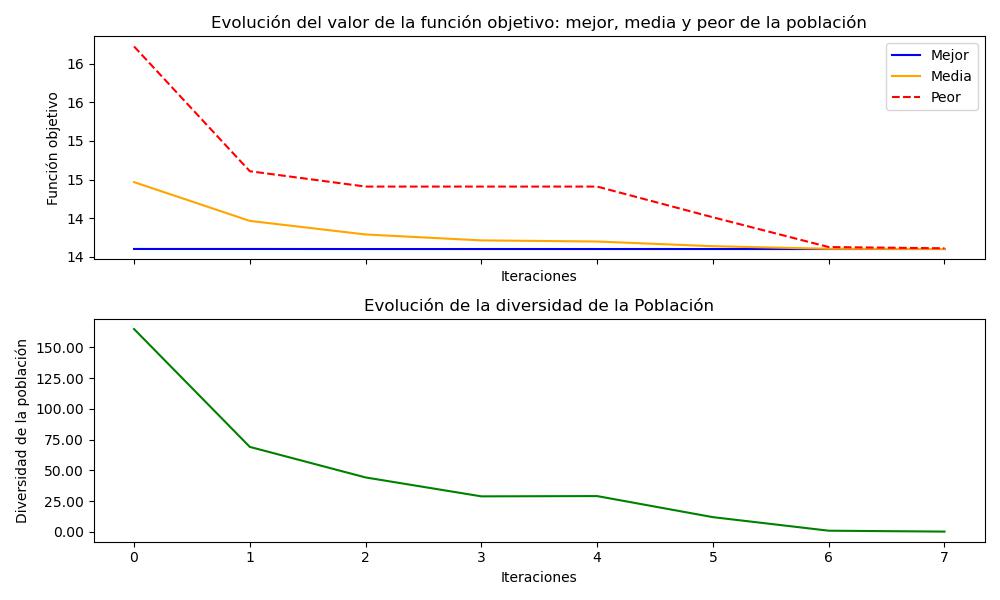 Evolución del valor de la función objetivo: mejor, media y peor de la población
Función objetivo
16
16
15
15
14
14
Mejor
Media
Peor
Iteraciones
Evolución de la diversidad de la Población
Diversidad de la población
150.00
125.00
100.00
75.00
50.00
25.00
0.00
0 1 2 3 4 5 6 7
Iteraciones